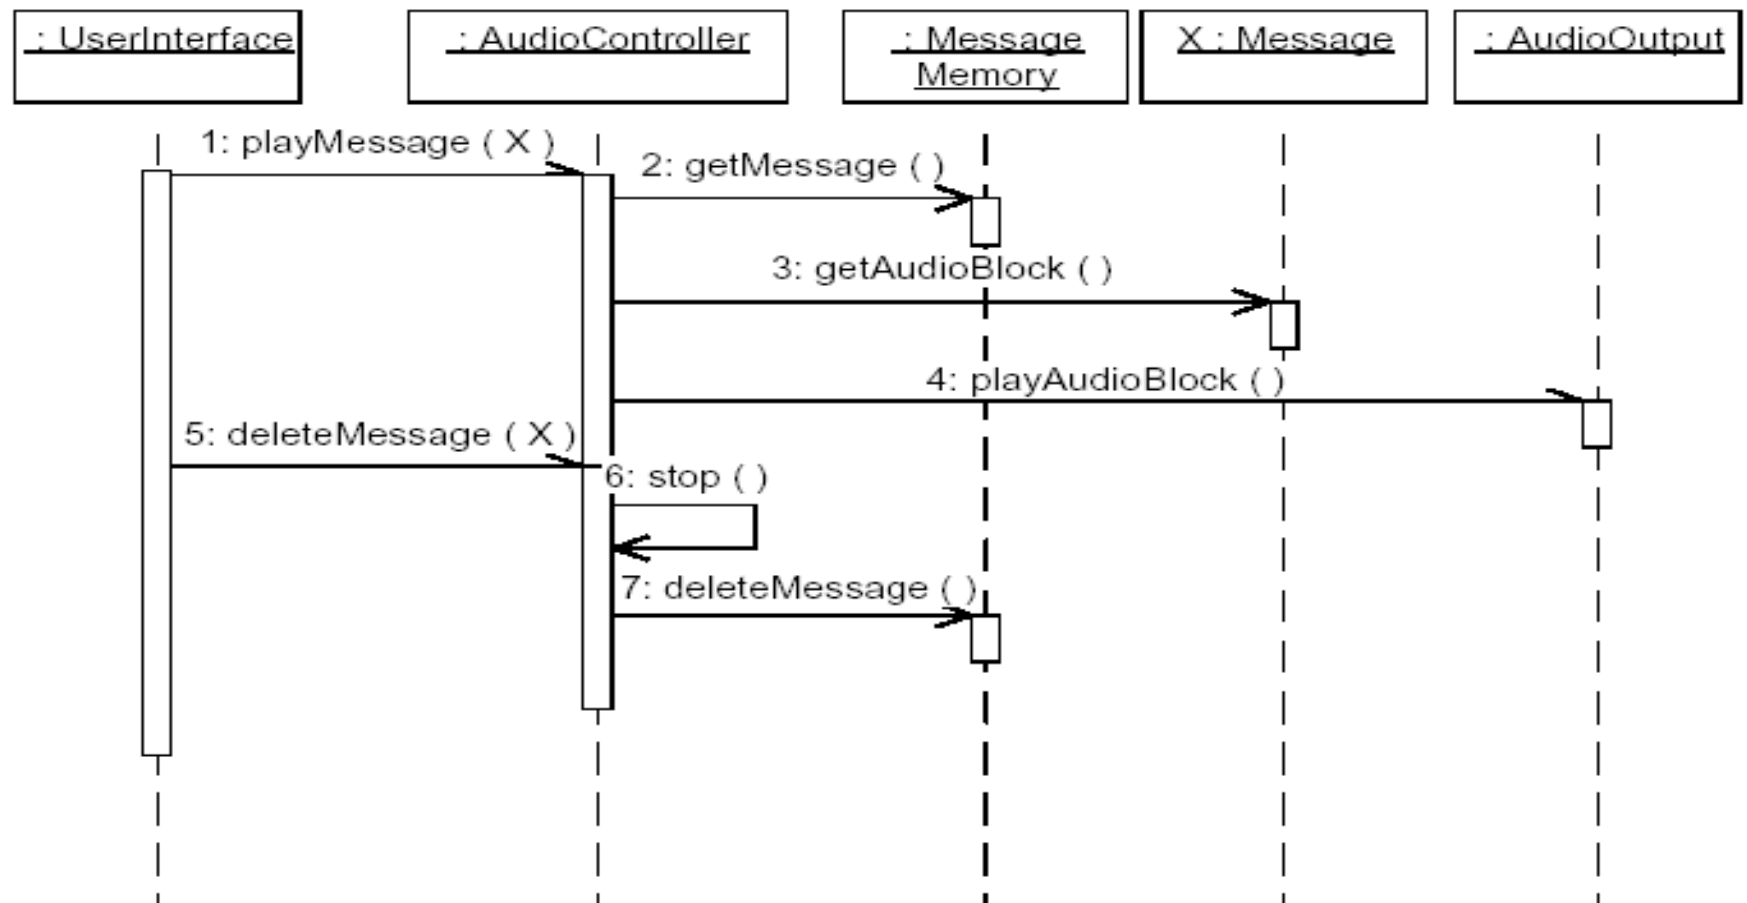 : UserInterface
: AudioController
: Message
Memory
X : Message
: AudioOutput
1: playMessage ( X )
2: getMessage ( )
3: getAudioBlock ( )
4: playAudioBlock ( )
5: deleteMessage ( X )
6: stop ( )
7: deleteMessage ( )